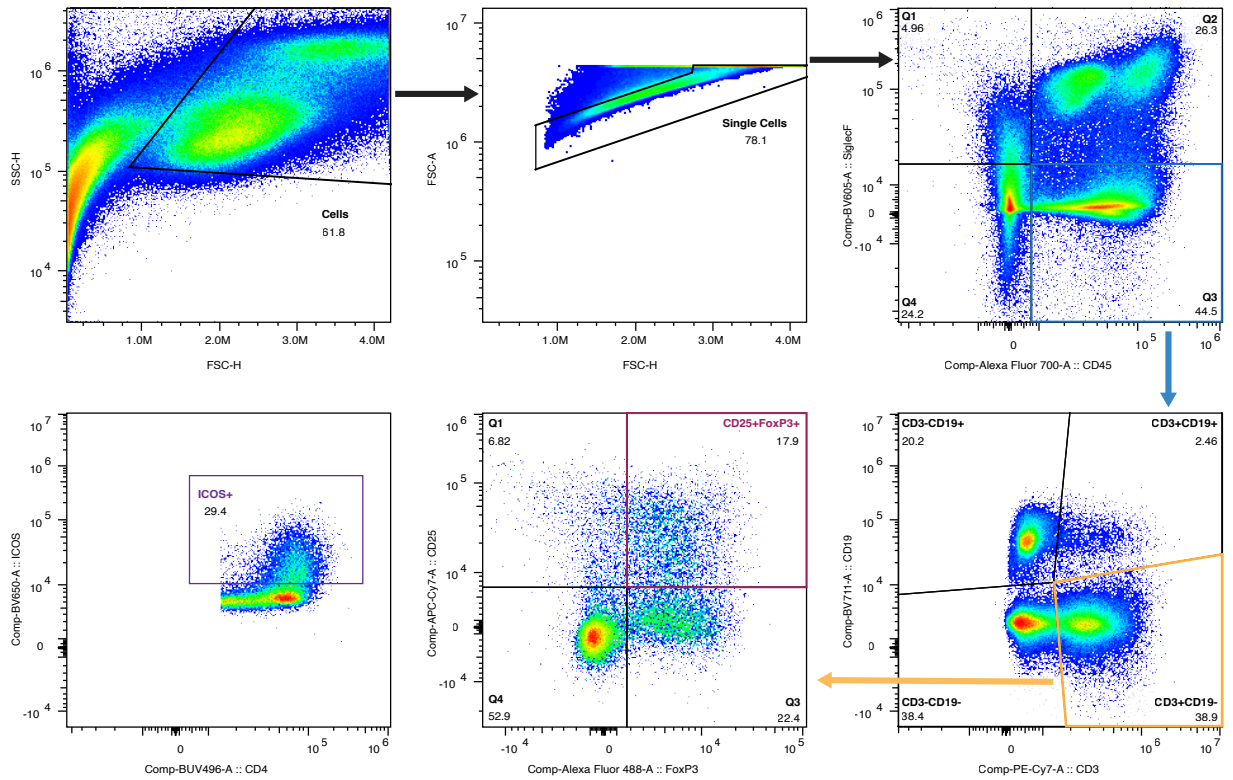 SSC-H
10 6
10 5
10 4
Cells
61.8
1.0M 2.0M 3.0M 4.0M
FSC-H
FSC-A
10 7
10 6
10 5
Single Cells
78.1
1.0M 2.0M 3.0M 4.0M
FSC-H
Comp-BV605-A :: SiglecF
10 6
10 5
10 4
0
-10 4
Q1
4.96
Q2
26.3
Q4
24.2
Q3
44.5
0 10 5 10 6
Comp-Alexa Fluor 700-A :: CD45
Comp-BV650-A :: ICOS
10 7
10 6
10 5
10 4
0
-10 4
ICOS+
29.4
0 10 5 10 6
Comp-BUV496-A :: CD4
Comp-APC-Cy7-A :: CD25
10 6
10 5
10 4
0
-10 4
Q1
6.82
CD25+FoxP3+
17.9
Q4
52.9
Q3
22.4
-10 4 0 10 4 10 5
Comp-Alexa Fluor 488-A :: FoxP3
Comp-BV711-A :: CD19
10 7
10 6
10 5
10 4
0
-10 4
CD3-CD19+
20.2
CD3+CD19+
2.46
CD3-CD19-
38.4
CD3+CD19-
38.9
0 10 6 10 7
Comp-PE-Cy7-A :: CD3